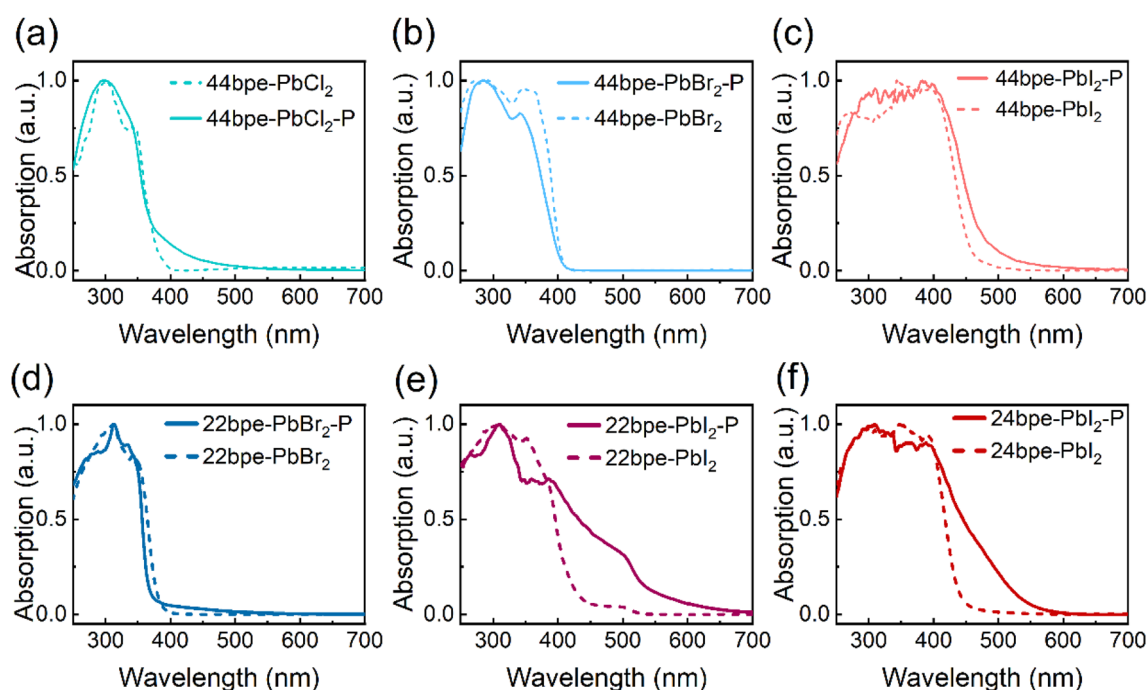 (a)
44bpe-PbCl₂
44bpe-PbCl₂-P
Absorption (a.u.)
1.0
0.5
0.0
300 400 500 600 700
Wavelength (nm)
(b)
44bpe-PbBr₂-P
44bpe-PbBr₂
Absorption (a.u.)
1.0
0.5
0.0
300 400 500 600 700
Wavelength (nm)
(c)
44bpe-PbI₂-P
44bpe-PbI₂
Absorption (a.u.)
1.0
0.5
0.0
300 400 500 600 700
Wavelength (nm)
(d)
22bpe-PbBr₂-P
22bpe-PbBr₂
Absorption (a.u.)
1.0
0.5
0.0
300 400 500 600 700
Wavelength (nm)
(e)
22bpe-PbI₂-P
22bpe-PbI₂
Absorption (a.u.)
1.0
0.5
0.0
300 400 500 600 700
Wavelength (nm)
(f)
24bpe-PbI₂-P
24bpe-PbI₂
Absorption (a.u.)
1.0
0.5
0.0
300 400 500 600 700
Wavelength (nm)